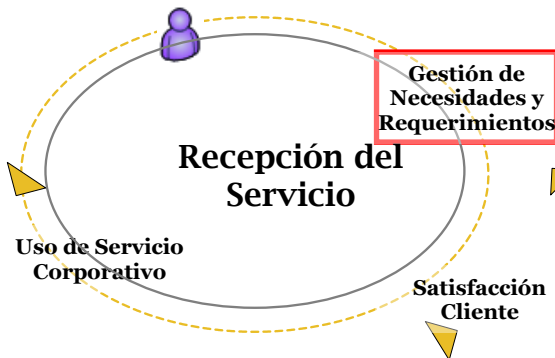 Gestión de
Necesidades y
Requerimientos
Recepción del
Servicio
Uso de Servicio
Corporativo
Satisfacción
Cliente